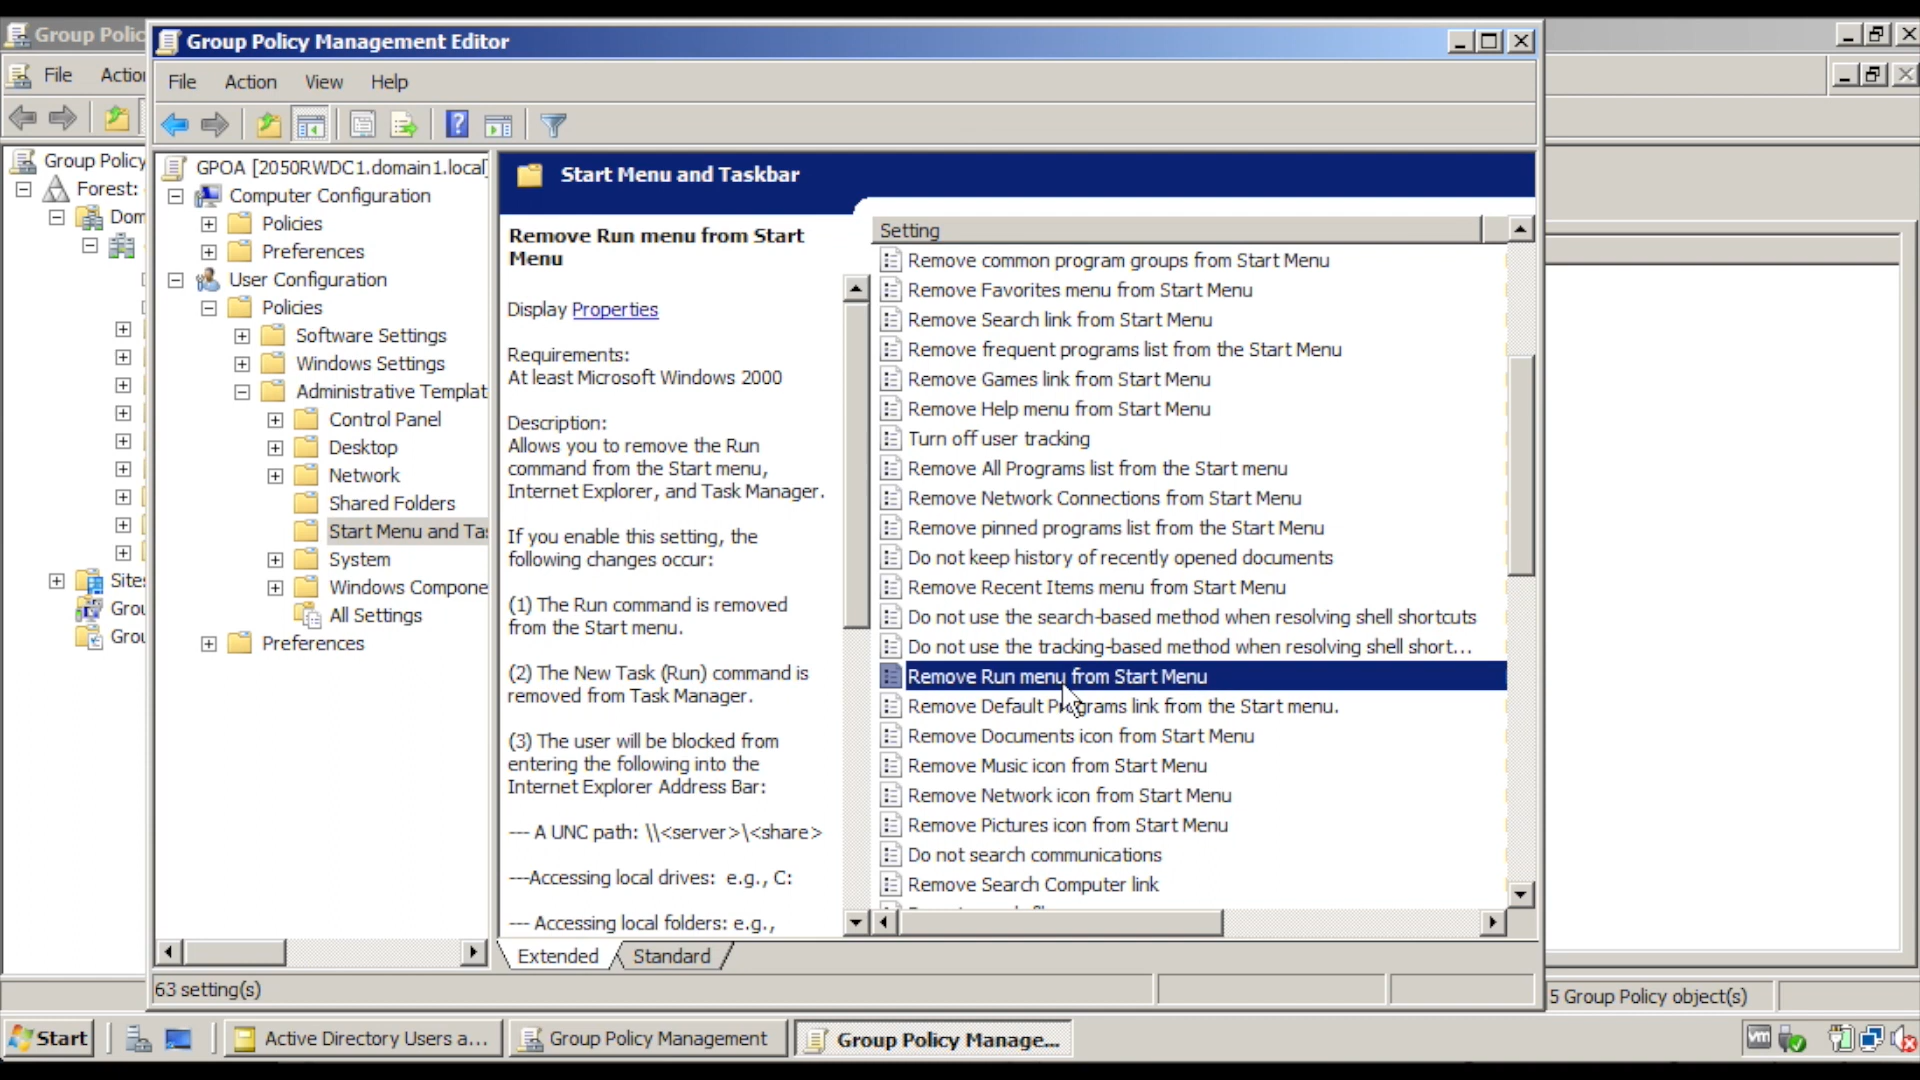 Group Polic
File
Actio
Group Policy Management Editor
File
Action
View
Help
Group Policy
Forest:
Dom
Sites
Grou
Grou
GPOA [2050RWDC1.domain1.local]
Computer Configuration
Policies
Preferences
User Configuration
Policies
Software Settings
Windows Settings
Administrative Templat
Control Panel
Desktop
Network
Shared Folders
Start Menu and Tas
System
Windows Compone
All Settings
Preferences
Start Menu and Taskbar
Remove Run menu from Start
Menu
Display Properties
Requirements:
At least Microsoft Windows 2000
Description:
Allows you to remove the Run
command from the Start menu,
Internet Explorer, and Task Manager.
If you enable this setting, the
following changes occur:
(1) The Run command is removed
from the Start menu.
(2) The New Task (Run) command is
removed from Task Manager.
(3) The user will be blocked from
entering the following into the
Internet Explorer Address Bar:
--- A UNC path: \\<server>\<share>
---Accessing local drives: e.g., C:
--- Accessing local folders: e.g.,
Setting
Remove common program groups from Start Menu
Remove Favorites menu from Start Menu
Remove Search link from Start Menu
Remove frequent programs list from the Start Menu
Remove Games link from Start Menu
Remove Help menu from Start Menu
Turn off user tracking
Remove All Programs list from the Start menu
Remove Network Connections from Start Menu
Remove pinned programs list from the Start Menu
Do not keep history of recently opened documents
Remove Recent Items menu from Start Menu
Do not use the search-based method when resolving shell shortcuts
Do not use the tracking-based method when resolving shell short...
Remove Run menu from Start Menu
Remove Default Programs link from the Start menu.
Remove Documents icon from Start Menu
Remove Music icon from Start Menu
Remove Network icon from Start Menu
Remove Pictures icon from Start Menu
Do not search communications
Remove Search Computer link
Extended
Standard
63 setting(s)
5 Group Policy object(s)
Start
Active Directory Users a...
Group Policy Management
Group Policy Manage...
vm